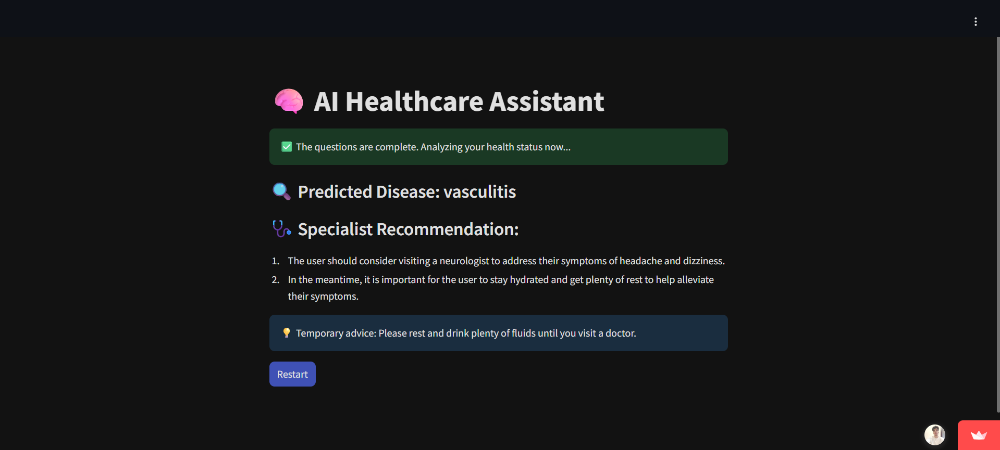 AI Healthcare Assistant
The questions are complete. Analyzing your health status now...
Predicted Disease: vasculitis
Specialist Recommendation:
1. The user should consider visiting a neurologist to address their symptoms of headache and dizziness.
2. In the meantime, it is important for the user to stay hydrated and get plenty of rest to help alleviate
their symptoms.
Temporary advice: Please rest and drink plenty of fluids until you visit a doctor.
Restart